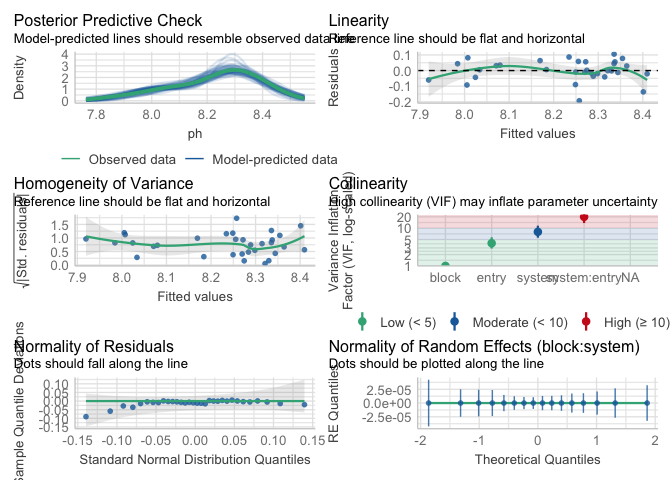 Posterior Predictive Check
Model-predicted lines should resemble observed data line
Density
4
3
2
1
0
7.8 8.0 8.2 8.4
ph
Observed data Model-predicted data
Linearity
Reference line should be flat and horizontal
Residuals
0.1
0.0
-0.1
-0.2
7.9 8.0 8.1 8.2 8.3 8.4
Fitted values
Homogeneity of Variance
Reference line should be flat and horizontal
√|Std. residuals|
1.5
1.0
0.5
0.0
7.9 8.0 8.1 8.2 8.3 8.4
Fitted values
Collinearity
High collinearity (VIF) may inflate parameter uncertainty
Variance Inflation
Factor (VIF, log-scaled)
20
10
5
3
2
1
block entry system system:entry NA
Low (< 5) Moderate (< 10) High (≥ 10)
Normality of Residuals
Dots should fall along the line
Sample Quantile Deviations
0.10
0.05
0.00
-0.05
-0.10
-0.15
-0.15 -0.10 -0.05 0.00 0.05 0.10 0.15
Standard Normal Distribution Quantiles
Normality of Random Effects (block:system)
Dots should be plotted along the line
RE Quantiles
2.5e-05
0.0e+00
-2.5e-05
-2 -1 0 1 2
Theoretical Quantiles